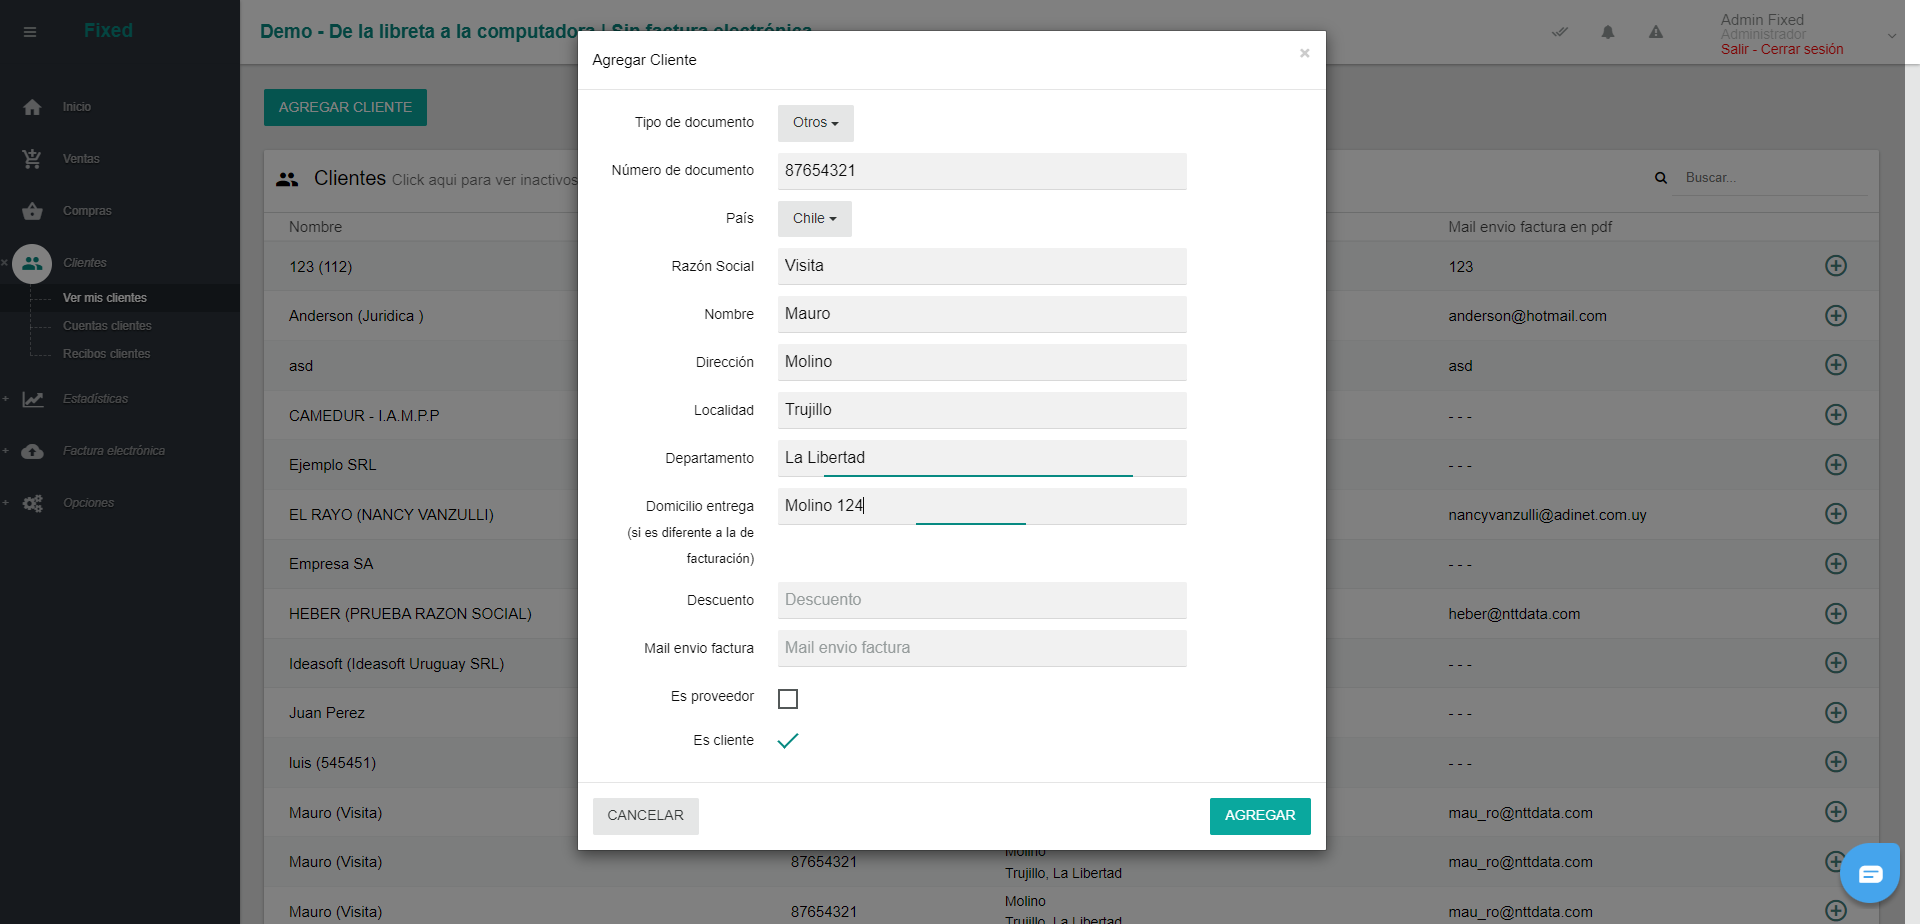 Fixed
Demo - De la libreta a la computadora | Sin factura electrónica
Admin Fixed
Administrador
Salir - Cerrar sesión
Inicio
Ventas
Compras
Clientes
Ver mis clientes
Cuentas clientes
Recibos clientes
Estadísticas
Factura electrónica
Opciones
AGREGAR CLIENTE
Clientes Click aqui para ver inactivos
Buscar...
Nombre
Mail envio factura en pdf
123 (112)
123
Anderson (Juridica )
anderson@hotmail.com
asd
asd
CAMEDUR - I.A.M.P.P
- - -
Ejemplo SRL
- - -
EL RAYO (NANCY VANZULLI)
nancyvanzulli@adinet.com.uy
Empresa SA
- - -
HEBER (PRUEBA RAZON SOCIAL)
heber@nttdata.com
Ideasoft (Ideasoft Uruguay SRL)
- - -
Juan Perez
- - -
luis (545451)
- - -
Mauro (Visita)
mau_ro@nttdata.com
Mauro (Visita)
87654321
Molino
Trujillo, La Libertad
mau_ro@nttdata.com
Mauro (Visita)
87654321
Molino
Trujillo, La Libertad
mau_ro@nttdata.com
Agregar Cliente
×
Tipo de documento
Otros
Número de documento
87654321
País
Chile
Razón Social
Visita
Nombre
Mauro
Dirección
Molino
Localidad
Trujillo
Departamento
La Libertad
Domicilio entrega
(si es diferente a la de
facturación)
Molino 124
Descuento
Descuento
Mail envio factura
Mail envio factura
Es proveedor
Es cliente
CANCELAR
AGREGAR